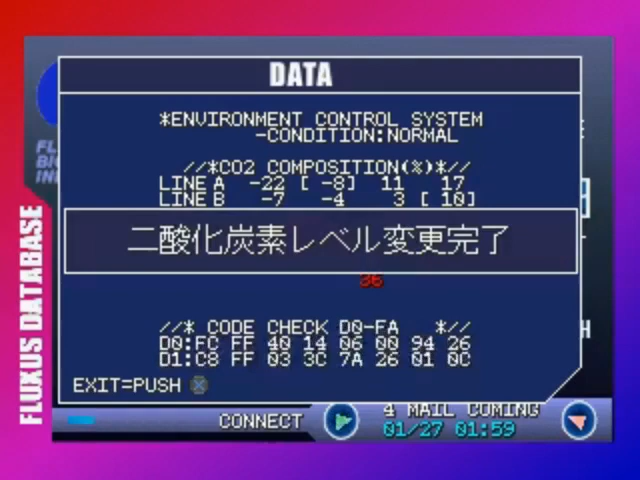 DATA
*ENVIRONMENT CONTROL SYSTEM
-CONDITION:NORMAL
//*CO2 COMPOSITION(%)*//
LINE A -22 [ -8] 11 17
LINE B -7 -4 3 [ 10]
二酸化炭素レベル変更完了
36
//* CODE CHECK D0-FA *//
D0:FC FF 40 14 06 00 94 26
D1:C8 FF 03 3C 7A 26 01 0C
EXIT=PUSH
CONNECT
4 MAIL COMING
01/27 01:59
FLUXUS DATABASE